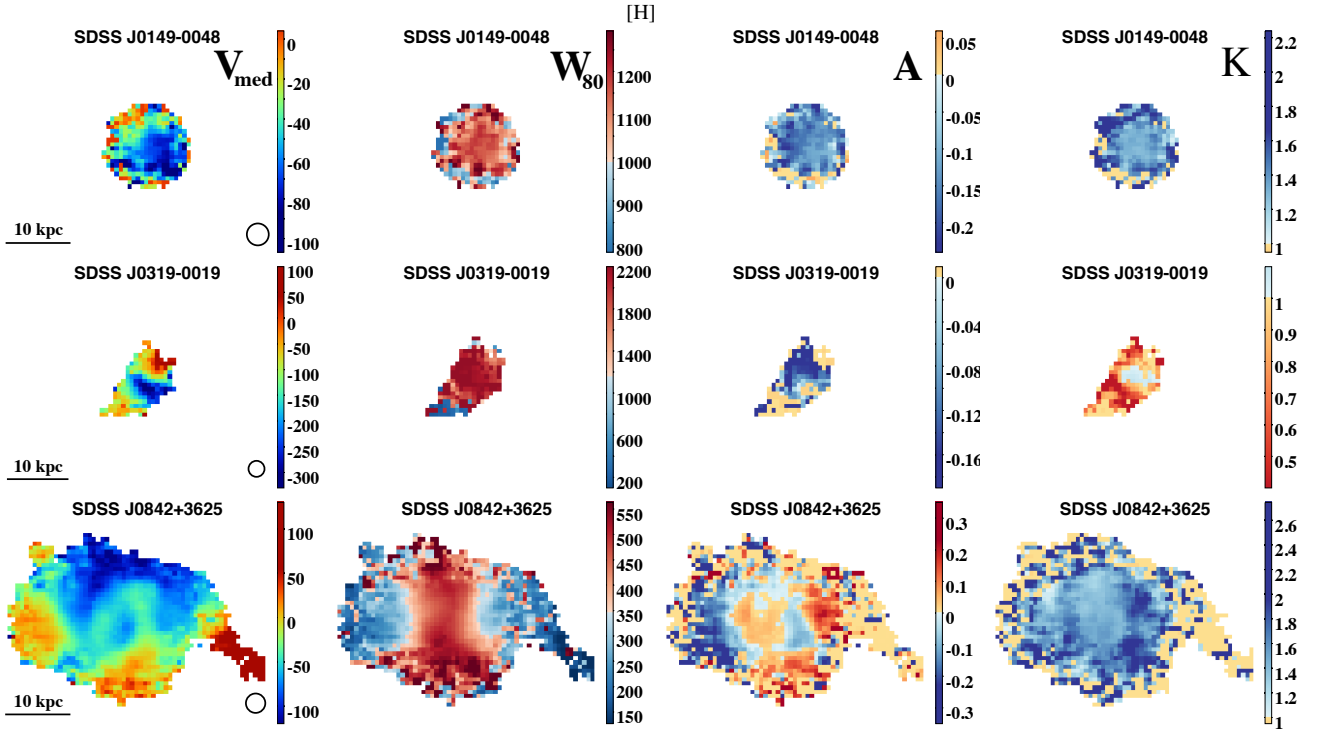 [H]
SDSS J0149-0048 SDSS J0149-0048 SDSS J0149-0048 SDSS J0149-0048
Vmed W80 A K
0 -20 -40 -60 -80 -100
1200 1100 1000 900 800
0.05 0 -0.05 -0.1 -0.15 -0.2
2.2 2 1.8 1.6 1.4 1.2 1
10 kpc
SDSS J0319-0019 SDSS J0319-0019 SDSS J0319-0019 SDSS J0319-0019
100 50 0 -50 -100 -150 -200 -250 -300
2200 1800 1400 1000 600 200
0 -0.04 -0.08 -0.12 -0.16
1 0.9 0.8 0.7 0.6 0.5
10 kpc
SDSS J0842+3625 SDSS J0842+3625 SDSS J0842+3625 SDSS J0842+3625
100 50 0 -50 -100
550 500 450 400 350 300 250 200 150
0.3 0.2 0.1 0 -0.1 -0.2 -0.3
2.6 2.4 2.2 2 1.8 1.6 1.4 1.2 1
10 kpc